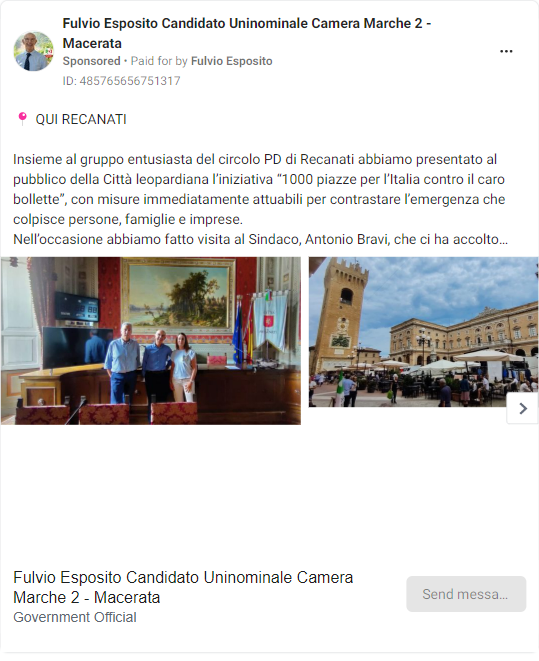 Fulvio Esposito Candidato Uninominale Camera Marche 2 -
Macerata
Sponsored • Paid for by Fulvio Esposito
ID: 485765656751317
QUI RECANATI
Insieme al gruppo entusiasta del circolo PD di Recanati abbiamo presentato al
pubblico della Città leopardiana l’iniziativa “1000 piazze per l’Italia contro il caro
bollette”, con misure immediatamente attuabili per contrastare l’emergenza che
colpisce persone, famiglie e imprese.
Nell’occasione abbiamo fatto visita al Sindaco, Antonio Bravi, che ci ha accolto…
Fulvio Esposito Candidato Uninominale Camera
Marche 2 - Macerata
Government Official
Send messa…